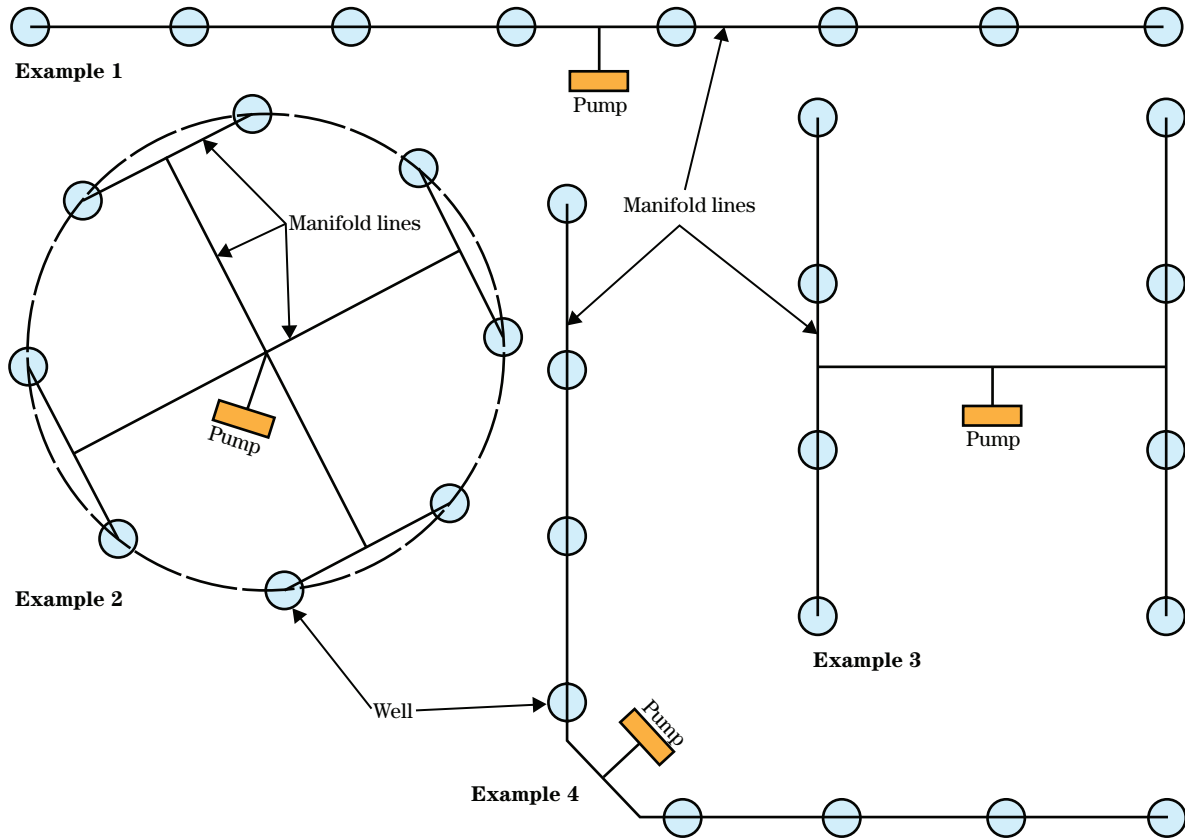 Example 1
Pump
Manifold lines
Manifold lines
Pump
Pump
Example 2
Example 3
Well
Pump
Example 4